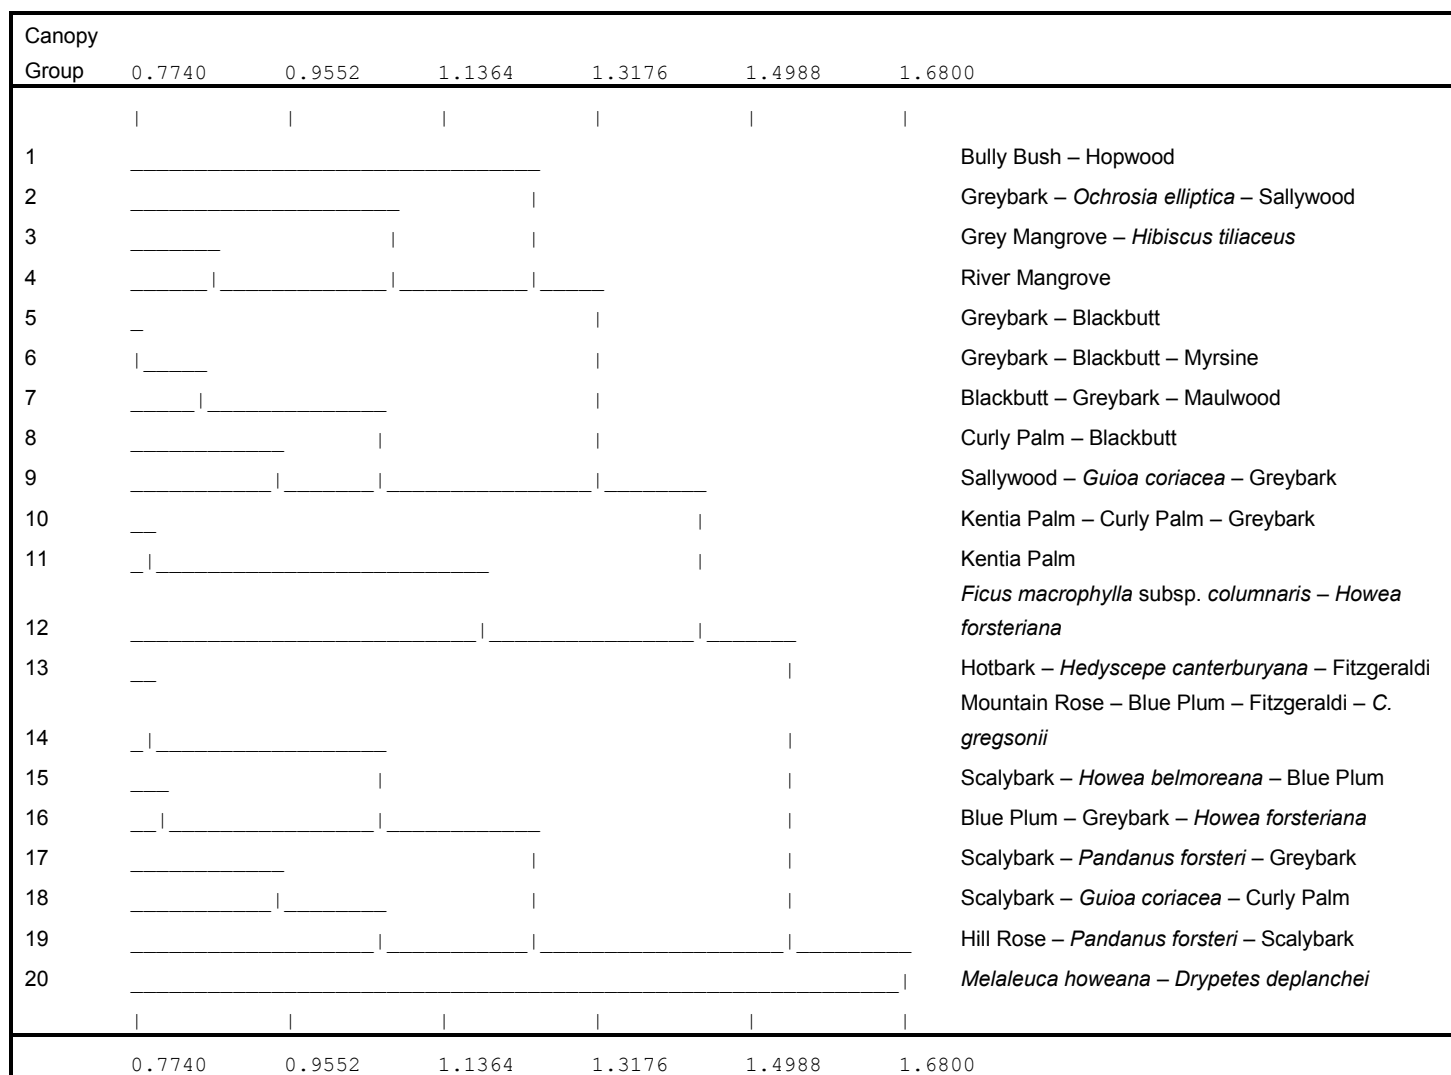 Canopy
Group 0.7740 0.9552 1.1364 1.3176 1.4988 1.6800
1 Bully Bush – Hopwood
2 Greybark – Ochrosia elliptica – Sallywood
3 Grey Mangrove – Hibiscus tiliaceus
4 River Mangrove
5 Greybark – Blackbutt
6 Greybark – Blackbutt – Myrsine
7 Blackbutt – Greybark – Maulwood
8 Curly Palm – Blackbutt
9 Sallywood – Guioa coriacea – Greybark
10 Kentia Palm – Curly Palm – Greybark
11 Kentia Palm
Ficus macrophylla subsp. columnaris – Howea
12 forsteriana
13 Hotbark – Hedyscepe canterburyana – Fitzgeraldi
Mountain Rose – Blue Plum – Fitzgeraldi – C.
14 gregsonii
15 Scalybark – Howea belmoreana – Blue Plum
16 Blue Plum – Greybark – Howea forsteriana
17 Scalybark – Pandanus forsteri – Greybark
18 Scalybark – Guioa coriacea – Curly Palm
19 Hill Rose – Pandanus forsteri – Scalybark
20 Melaleuca howeana – Drypetes deplanchei
0.7740 0.9552 1.1364 1.3176 1.4988 1.6800